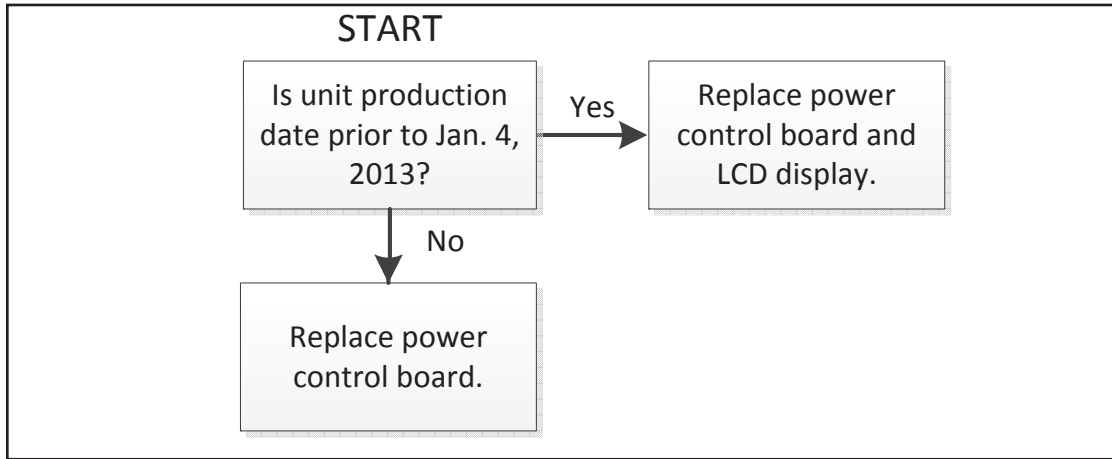 START
Is unit production
date prior to Jan. 4,
2013?
Yes
Replace power
control board and
LCD display.
No
Replace power
control board.